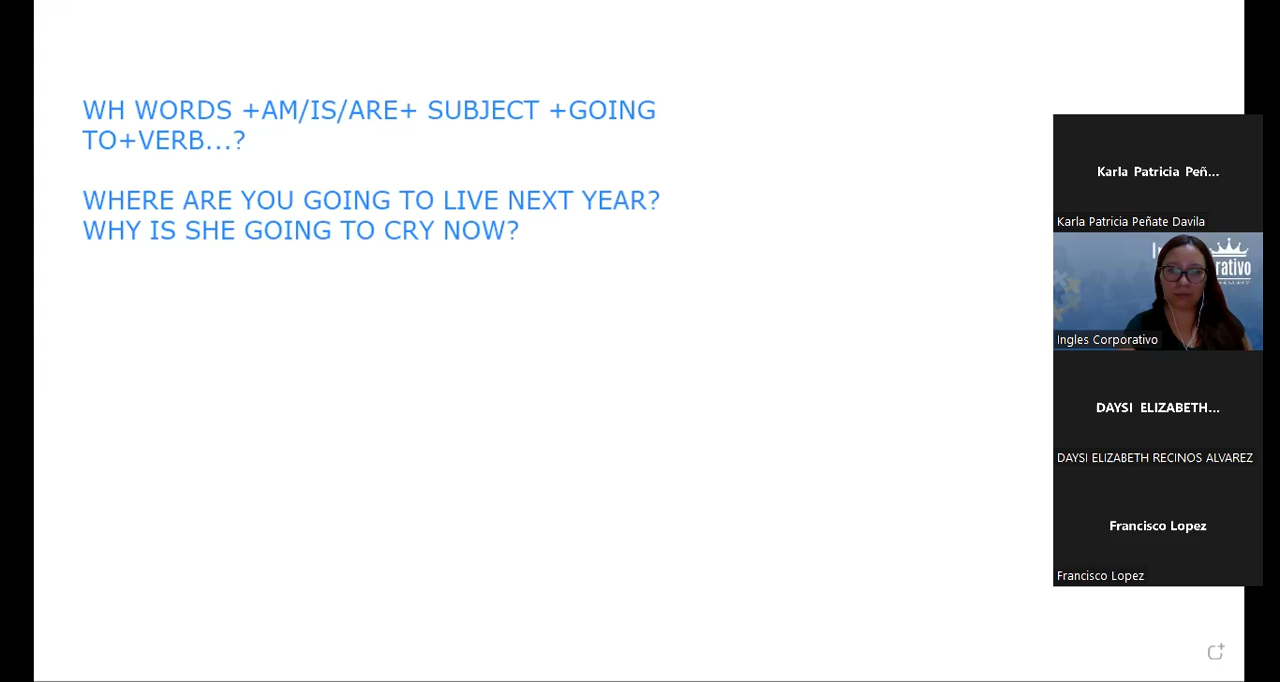 WH WORDS +AM/IS/ARE+ SUBJECT +GOING
TO+VERB...?
WHERE ARE YOU GOING TO LIVE NEXT YEAR?
WHY IS SHE GOING TO CRY NOW?
Karla Patricia Peñ...
Karla Patricia Peñate Davila
Ingles Corporativo
DAYSI ELIZABETH...
DAYSI ELIZABETH RECINOS ALVAREZ
Francisco Lopez
Francisco Lopez